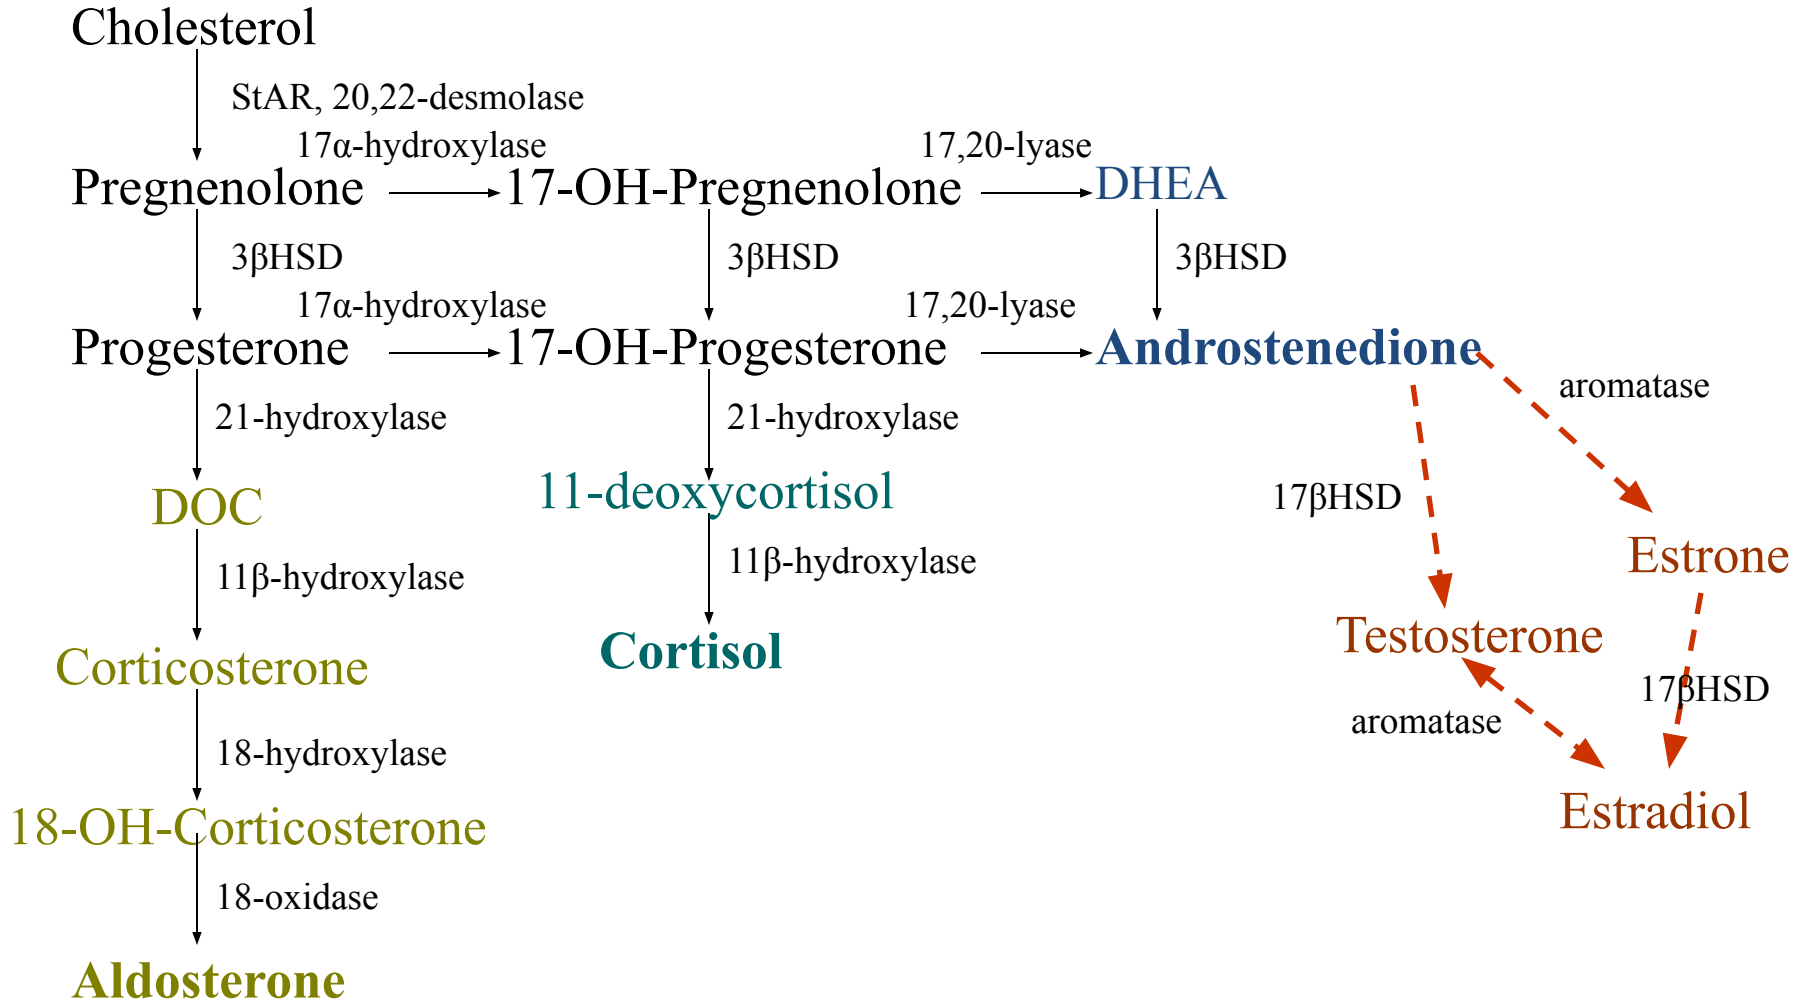 Cholesterol
StAR, 20,22-desmolase
17α-hydroxylase
17,20-lyase
Pregnenolone
17-OH-Pregnenolone
DHEA
3βHSD
3βHSD
3βHSD
17α-hydroxylase
17,20-lyase
Progesterone
17-OH-Progesterone
Androstenedione
aromatase
21-hydroxylase
21-hydroxylase
DOC
11-deoxycortisol
17βHSD
11β-hydroxylase
11β-hydroxylase
Estrone
Corticosterone
Cortisol
Testosterone
17βHSD
aromatase
18-hydroxylase
18-OH-Corticosterone
Estradiol
18-oxidase
Aldosterone